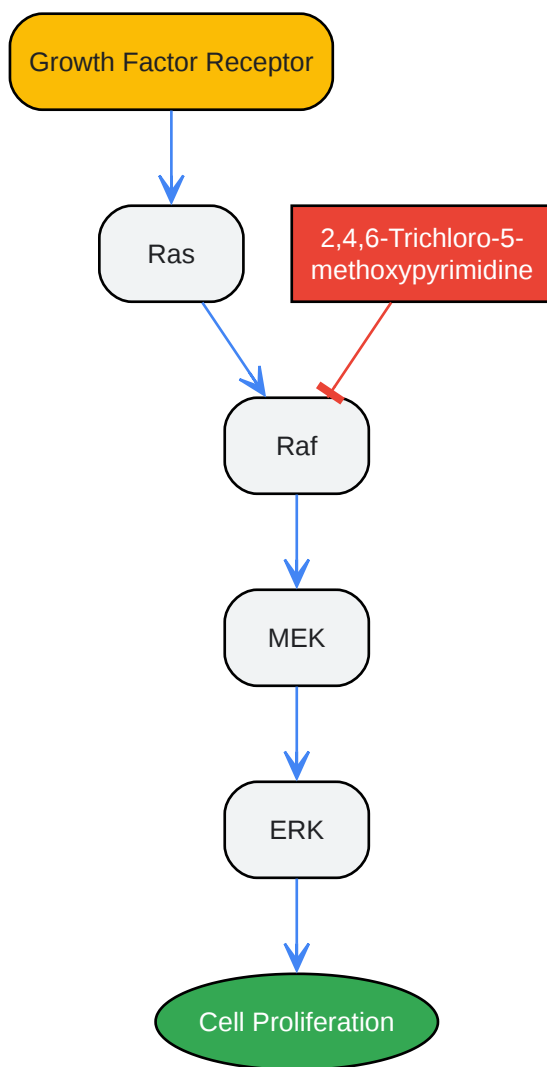 Growth Factor Receptor
Ras
2,4,6-Trichloro-5-
methoxypyrimidine
Raf
MEK
ERK
Cell Proliferation